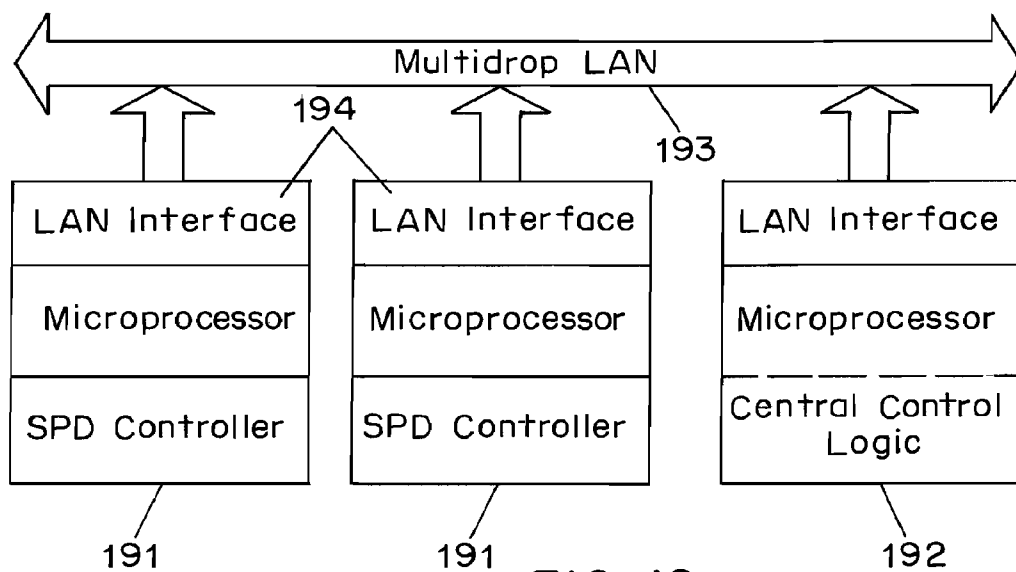 Multidrop LAN
194
193
LAN Interface
LAN Interface
LAN Interface
Microprocessor
Microprocessor
Microprocessor
SPD Controller
SPD Controller
Central Control
Logic
191
191
192